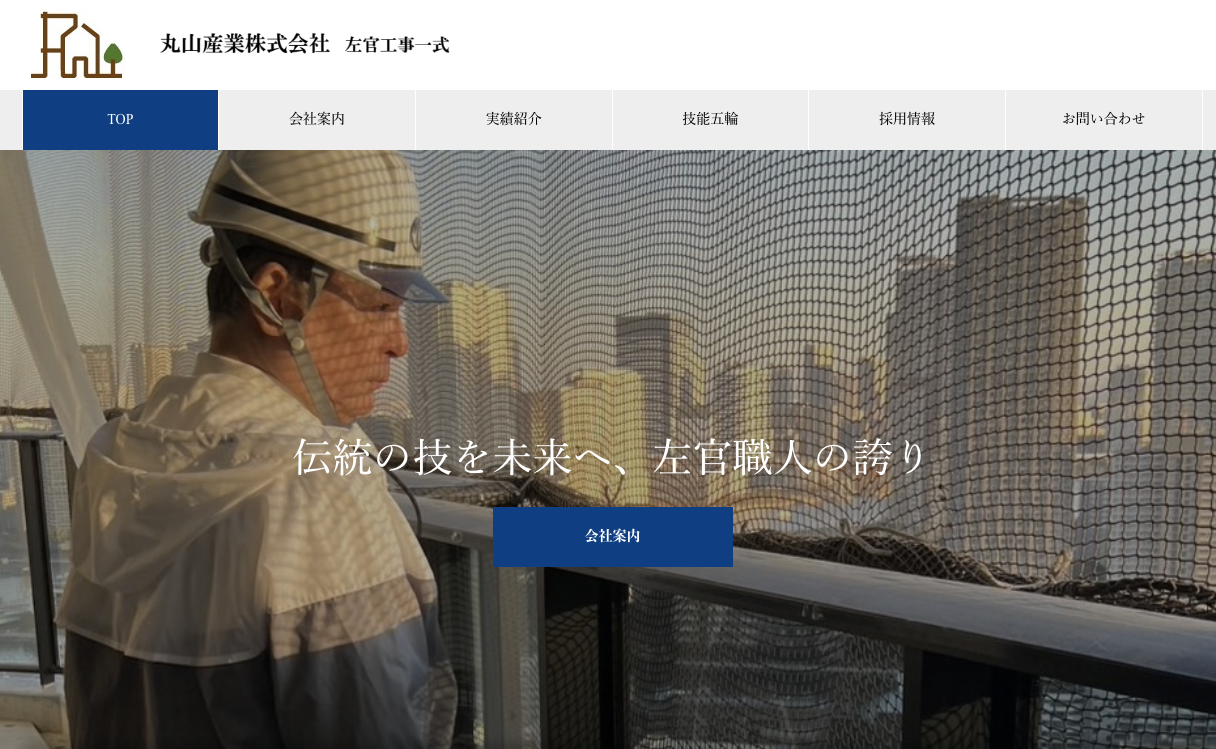 丸山産業株式会社 左官工事一式
TOP 会社案内 実績紹介 技能五輪 採用情報 お問い合わせ
伝統の技を未来へ、左官職人の誇り
会社案内